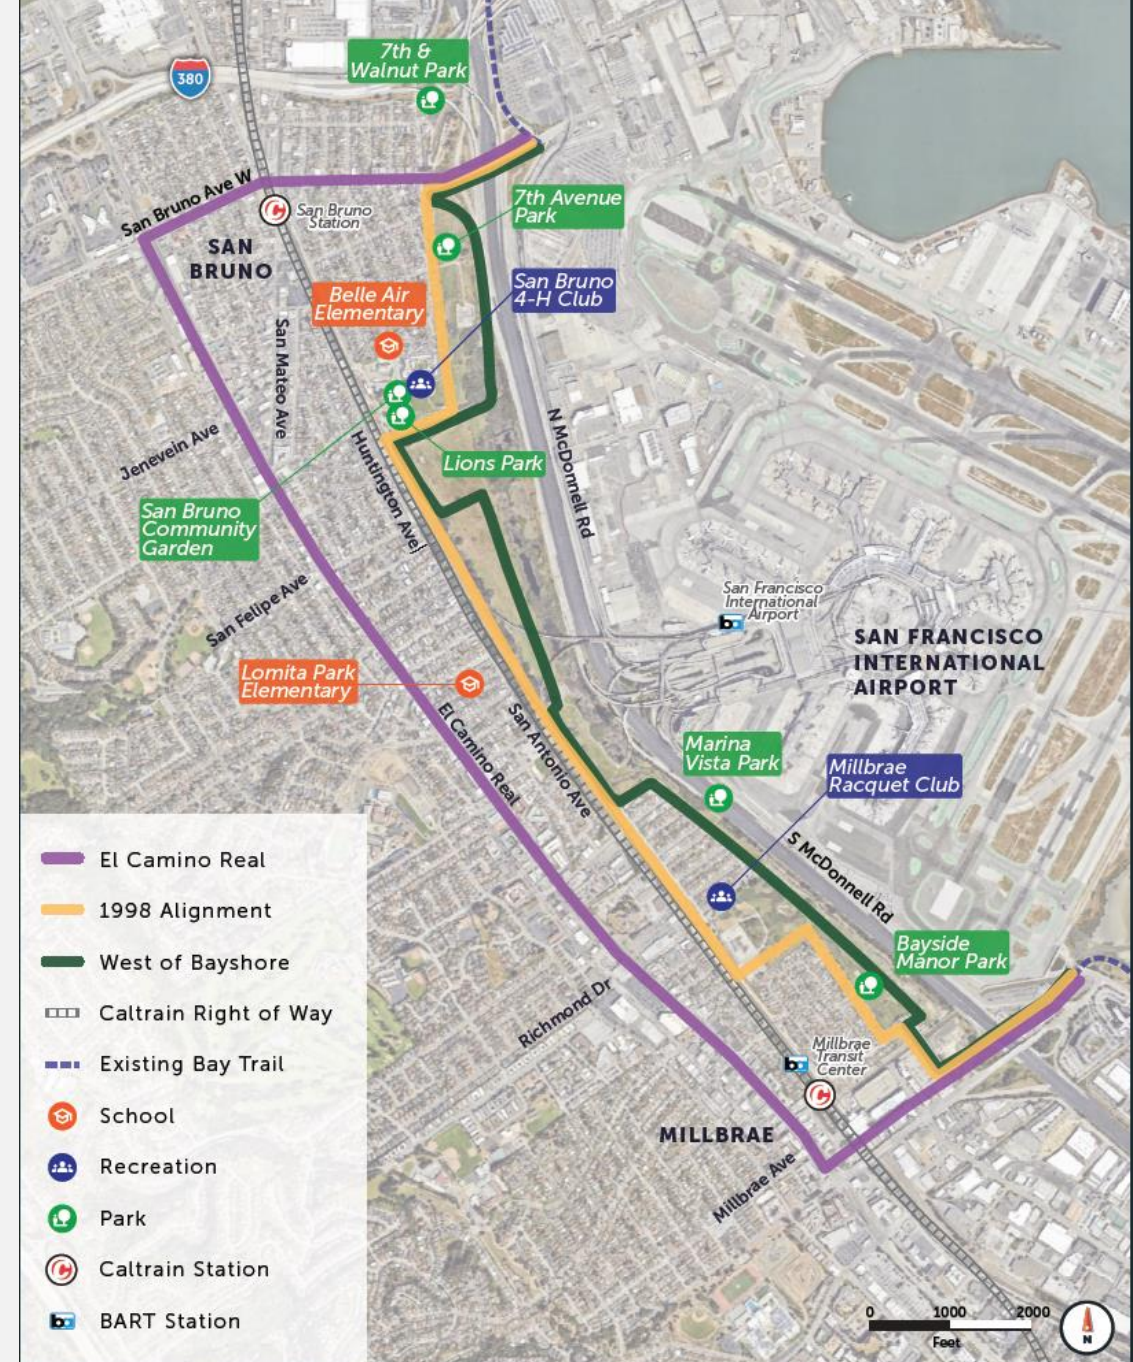 7th &
Walnut Park
380
San Bruno Ave W
San Bruno
Station
7th Avenue
Park
SAN
BRUNO
San Bruno
4-H Club
Belle Air
Elementary
San Mateo Ave
N McDonnell Rd
Jenevein Ave
Huntington Ave
Lions Park
San Bruno
Community
Garden
San Felipe Ave
San Francisco
International
Airport
ba
SAN FRANCISCO
INTERNATIONAL
AIRPORT
Lomita Park
Elementary
El Camino Real
San Antonio Ave
Marina
Vista Park
Millbrae
Racquet Club
S McDonnell Rd
Bayside
Manor Park
Richmond Dr
Millbrae
Transit
Center
ba
MILLBRAE
Millbrae Ave
El Camino Real
1998 Alignment
West of Bayshore
Caltrain Right of Way
Existing Bay Trail
School
Recreation
Park
Caltrain Station
ba BART Station
0 1000 2000
Feet
N